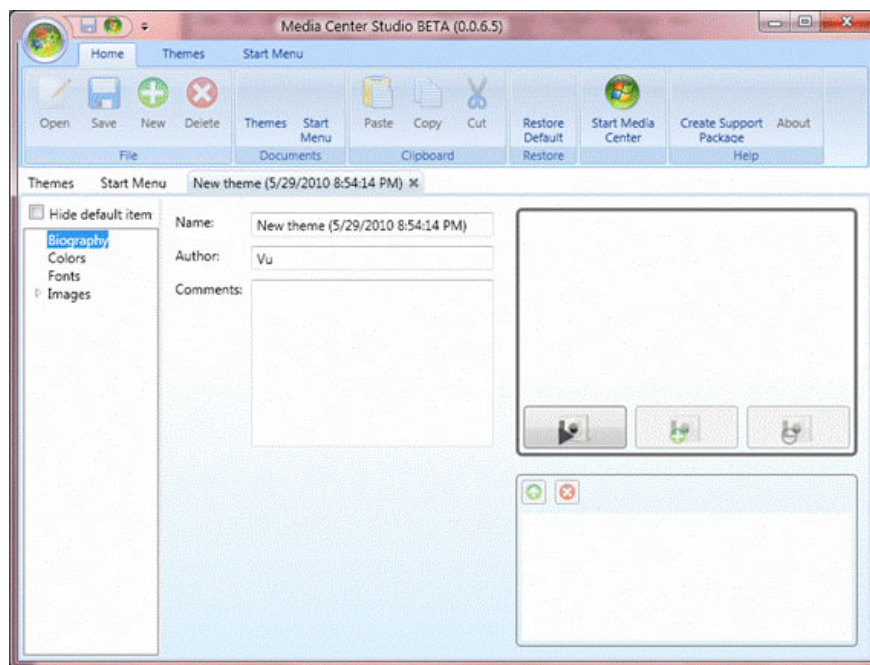 Media Center Studio BETA (0.0.6.5)
Home Themes Start Menu
Open Save New Delete Themes Start Menu Paste Copy Cut Restore Default Start Media Center Create Support Package About
File Documents Clipboard Restore Help
Themes Start Menu New theme (5/29/2010 8:54:14 PM)
Hide default item
Biography
Colors
Fonts
Images
Name: New theme (5/29/2010 8:54:14 PM)
Author: Vu
Comments: